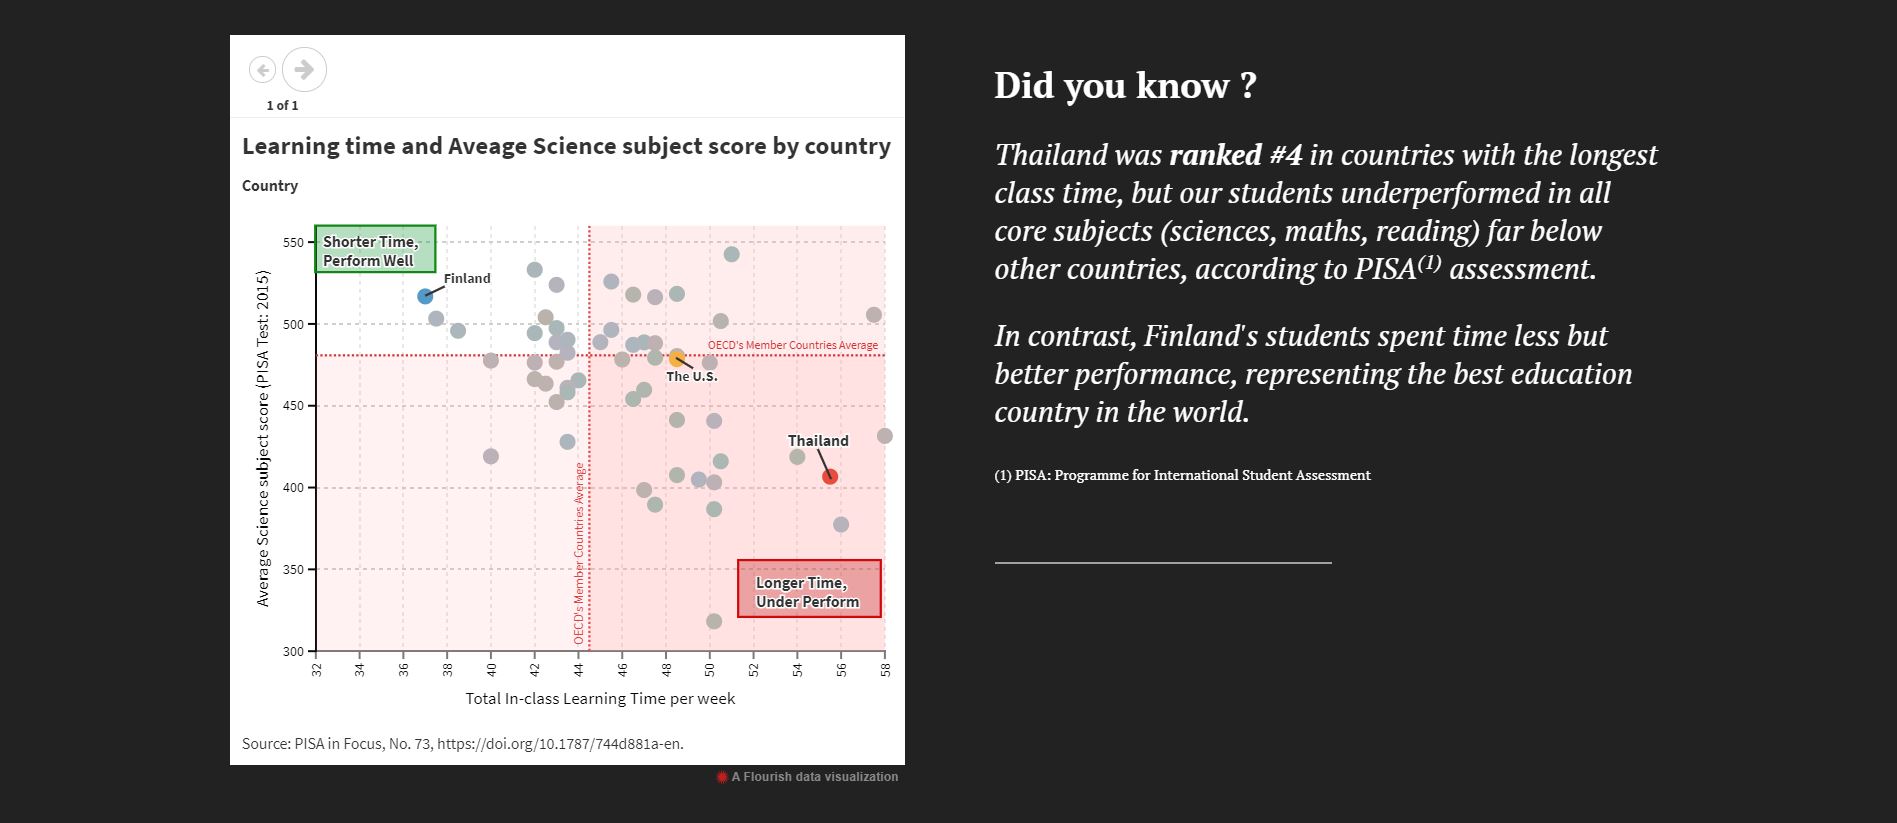 1 of 1
Learning time and Aveage Science subject score by country
Country
Average Science subject score (PISA Test: 2015)
550
500
450
400
350
300
Shorter Time,
Perform Well
Finland
OECD's Member Countries Average
The U.S.
Thailand
OECD's Member Countries Average
Longer Time,
Under Perform
32
34
36
38
40
42
44
46
48
50
52
54
56
58
Total In-class Learning Time per week
Source: PISA in Focus, No. 73, https://doi.org/10.1787/744d881a-en.
A Flourish data visualization
Did you know ?
Thailand was ranked #4 in countries with the longest
class time, but our students underperformed in all
core subjects (sciences, maths, reading) far below
other countries, according to PISA(1) assessment.
In contrast, Finland's students spent time less but
better performance, representing the best education
country in the world.
(1) PISA: Programme for International Student Assessment